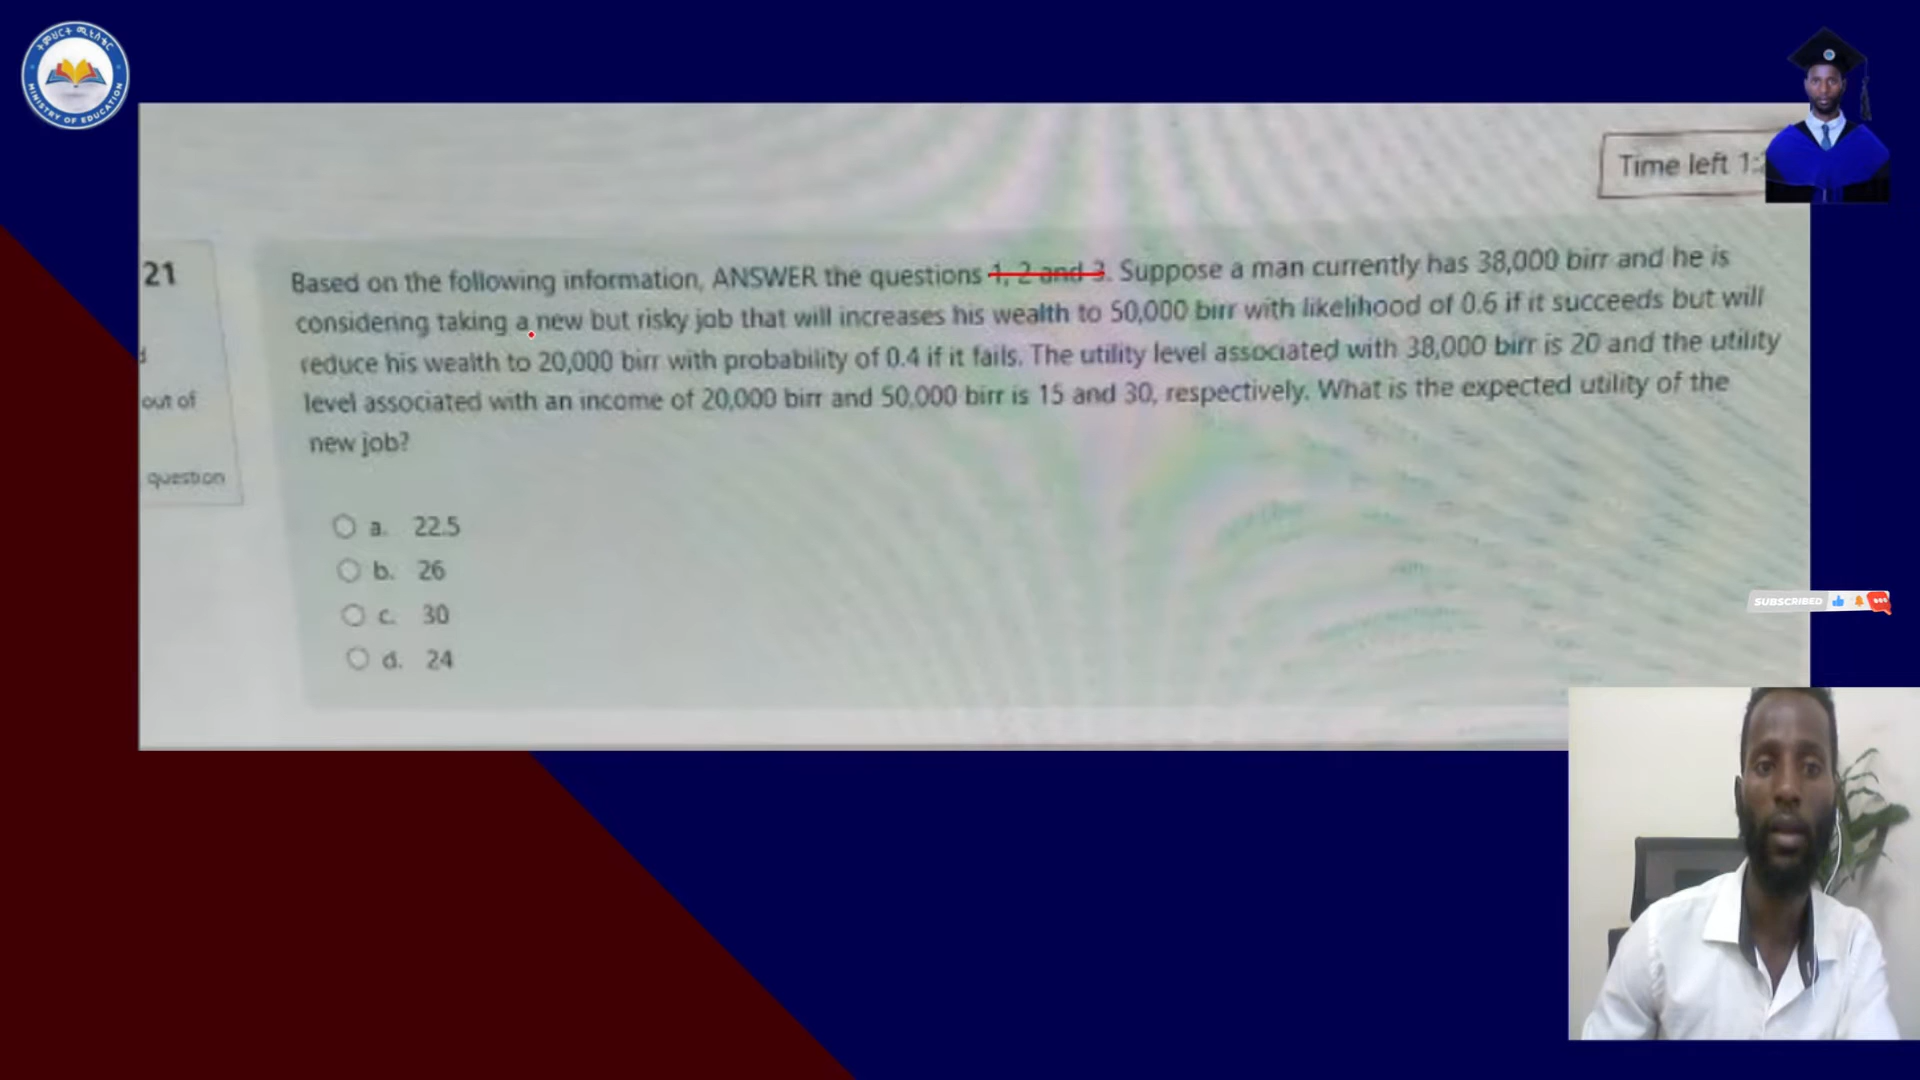 ትምህርት ሚኒስቴር
MINISTRY OF EDUCATION
Time left 1:
21
Based on the following information, ANSWER the questions 1, 2 and 3. Suppose a man currently has 38,000 birr and he is
considering taking a new but risky job that will increases his wealth to 50,000 birr with likelihood of 0.6 if it succeeds but will
reduce his wealth to 20,000 birr with probability of 0.4 if it fails. The utility level associated with 38,000 birr is 20 and the utility
level associated with an income of 20,000 birr and 50,000 birr is 15 and 30, respectively. What is the expected utility of the
new job?
out of
question
a. 22.5
b. 26
c. 30
d. 24
SUBSCRIBED